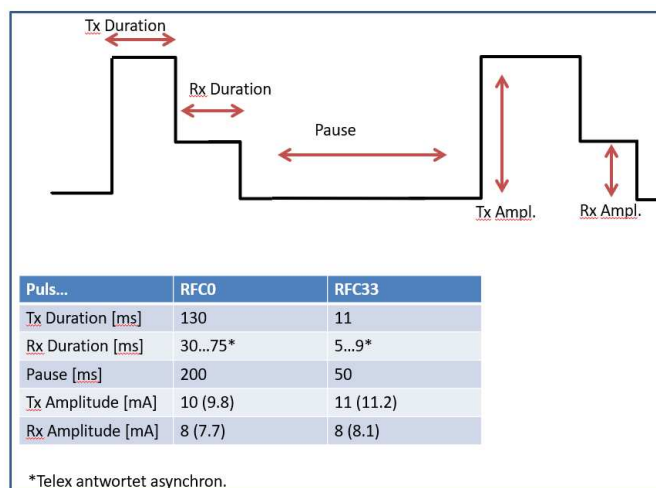 Tx Duration
Rx Duration
Pause
Tx Ampl.
Rx Ampl.
Puls... RFC0 RFC33
Tx Duration [ms] 130 11
Rx Duration [ms] 30...75* 5...9*
Pause [ms] 200 50
Tx Amplitude [mA] 10 (9.8) 11 (11.2)
Rx Amplitude [mA] 8 (7.7) 8 (8.1)
*Telex antwortet asynchron.